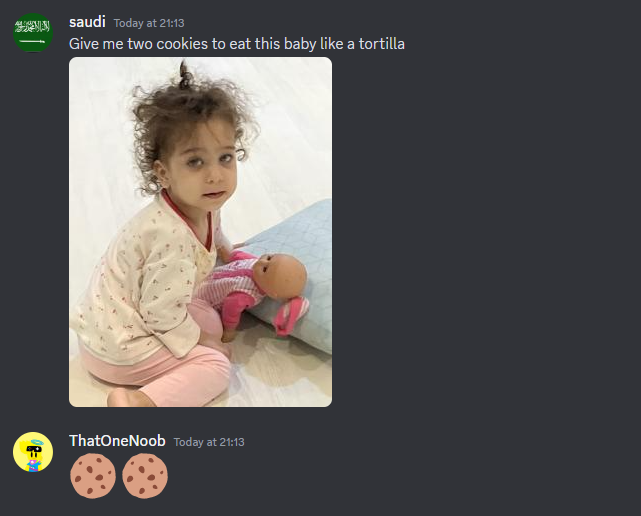 saudi Today at 21:13
Give me two cookies to eat this baby like a tortilla
ThatOneNoob Today at 21:13